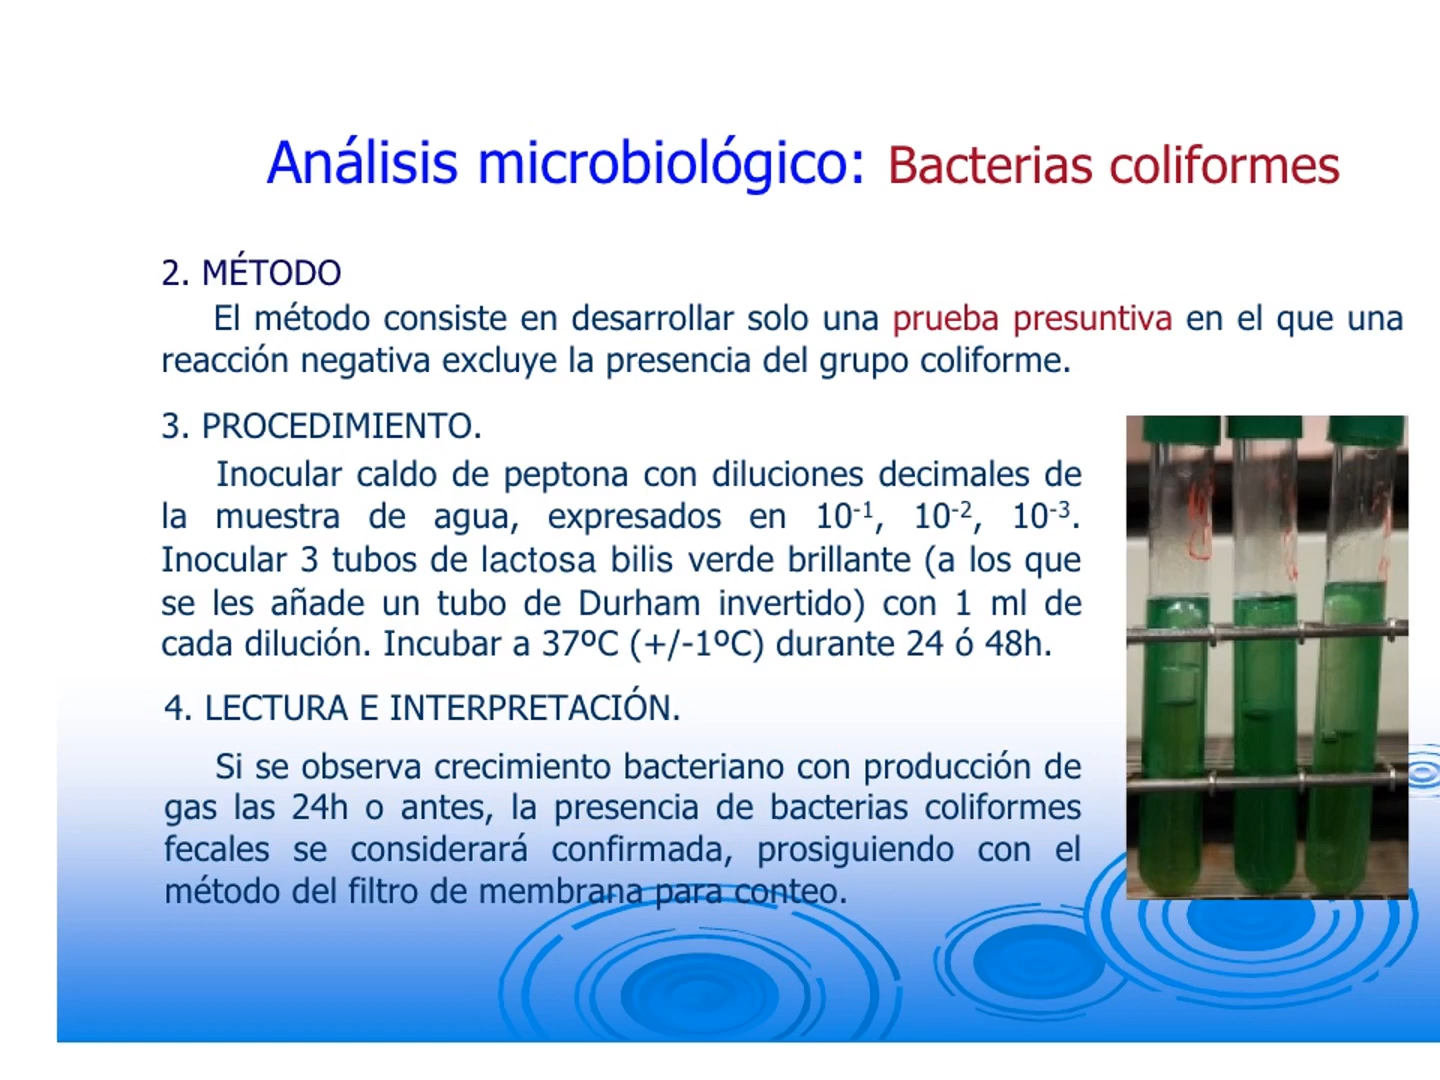 Análisis microbiológico: Bacterias coliformes
2. MÉTODO
El método consiste en desarrollar solo una prueba presuntiva en el que una
reacción negativa excluye la presencia del grupo coliforme.
3. PROCEDIMIENTO.
Inocular caldo de peptona con diluciones decimales de
la muestra de agua, expresados en 10⁻¹, 10⁻², 10⁻³.
Inocular 3 tubos de lactosa bilis verde brillante (a los que
se les añade un tubo de Durham invertido) con 1 ml de
cada dilución. Incubar a 37ºC (+/-1ºC) durante 24 ó 48h.
4. LECTURA E INTERPRETACIÓN.
Si se observa crecimiento bacteriano con producción de
gas las 24h o antes, la presencia de bacterias coliformes
fecales se considerará confirmada, prosiguiendo con el
método del filtro de membrana para conteo.